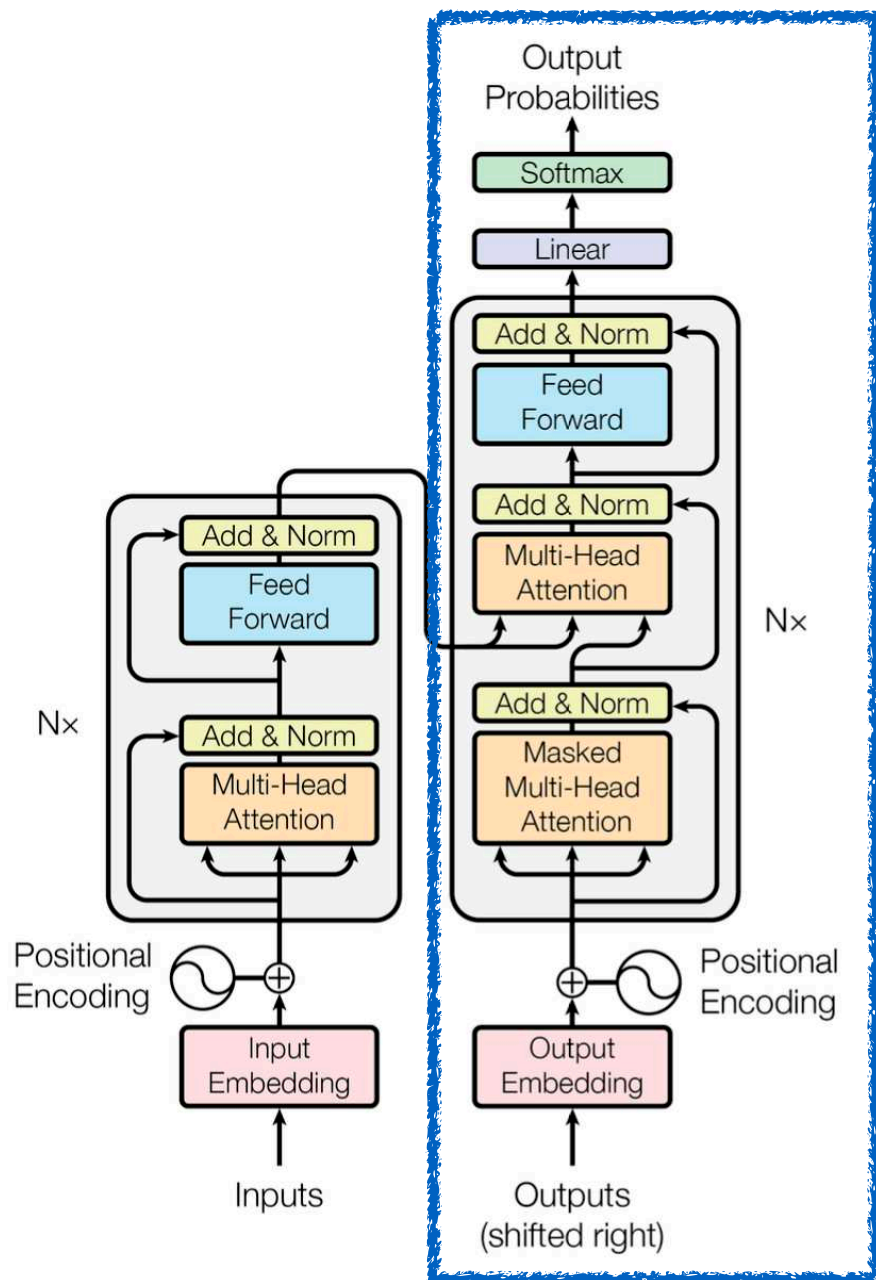 Output
Probabilities
Softmax
Linear
Add & Norm
Feed
Forward
Add & Norm
Multi-Head
Attention
Add & Norm
Masked
Multi-Head
Attention
N×
Positional
Encoding
Output
Embedding
Outputs
(shifted right)
Add & Norm
Feed
Forward
Add & Norm
Multi-Head
Attention
N×
Positional
Encoding
Input
Embedding
Inputs